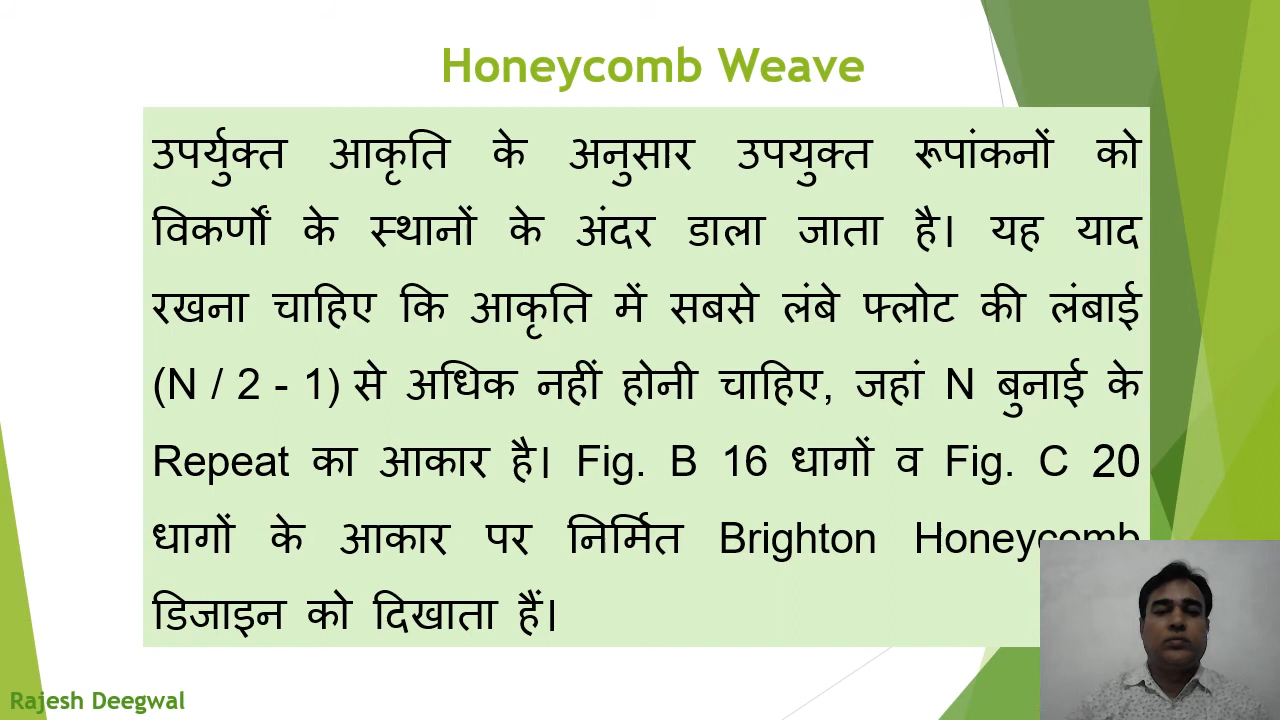 Honeycomb Weave
उपर्युक्त आकृति के अनुसार उपयुक्त रूपांकनों को
विकर्णों के स्थानों के अंदर डाला जाता है। यह याद
रखना चाहिए कि आकृति में सबसे लंबे फ्लोट की लंबाई
(N / 2 - 1) से अधिक नहीं होनी चाहिए, जहां N बुनाई के
Repeat का आकार है। Fig. B 16 धागों व Fig. C 20
धागों के आकार पर निर्मित Brighton Honeycomb
डिजाइन को दिखाता हैं।
Rajesh Deegwal